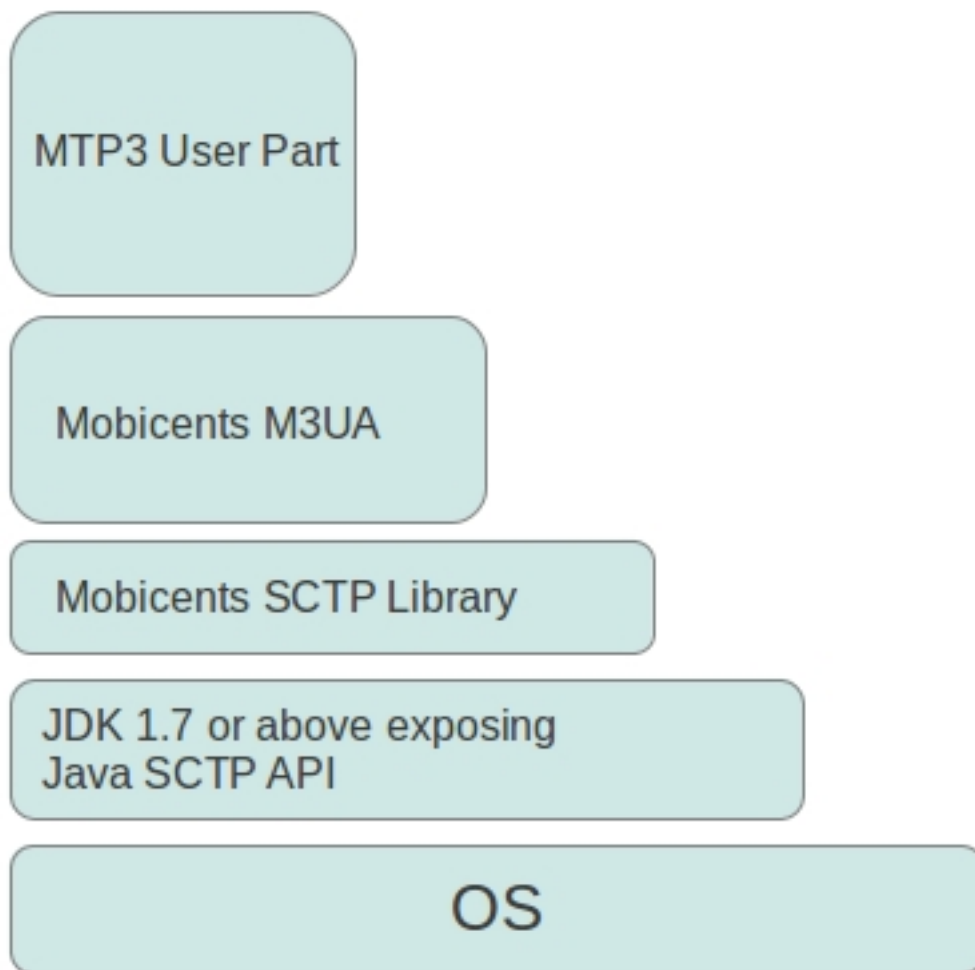 MTP3 User Part
Mobicents M3UA
Mobicents SCTP Library
JDK 1.7 or above exposing
Java SCTP API
OS